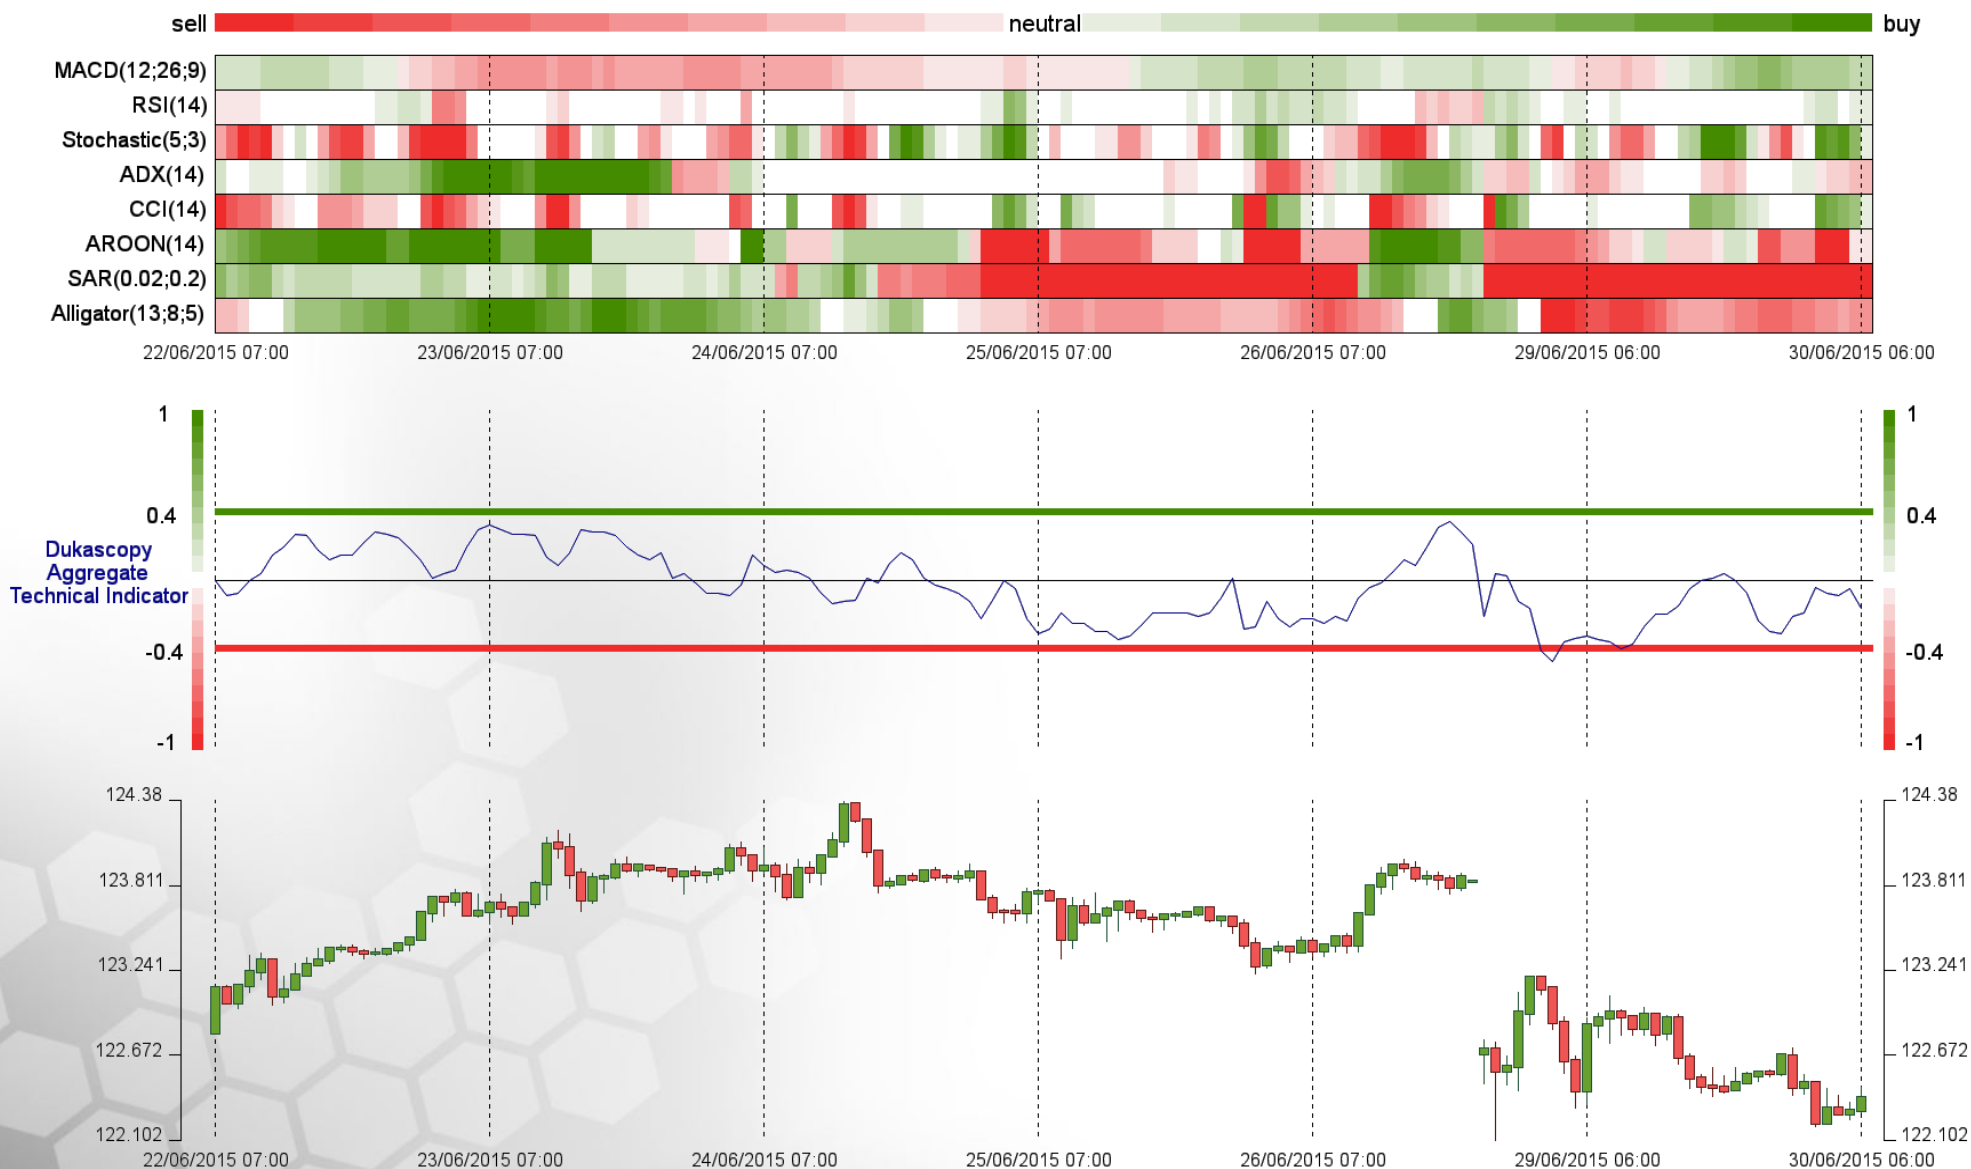 sell neutral buy
MACD(12;26;9)
RSI(14)
Stochastic(5;3)
ADX(14)
CCI(14)
AROON(14)
SAR(0.02;0.2)
Alligator(13;8;5)
22/06/2015 07:00 23/06/2015 07:00 24/06/2015 07:00 25/06/2015 07:00 26/06/2015 07:00 29/06/2015 06:00 30/06/2015 06:00
1 1
0.4 0.4
Dukascopy
Aggregate
Technical Indicator
-0.4 -0.4
-1 -1
124.38 124.38
123.811 123.811
123.241 123.241
122.672 122.672
122.102 122.102
22/06/2015 07:00 23/06/2015 07:00 24/06/2015 07:00 25/06/2015 07:00 26/06/2015 07:00 29/06/2015 06:00 30/06/2015 06:00